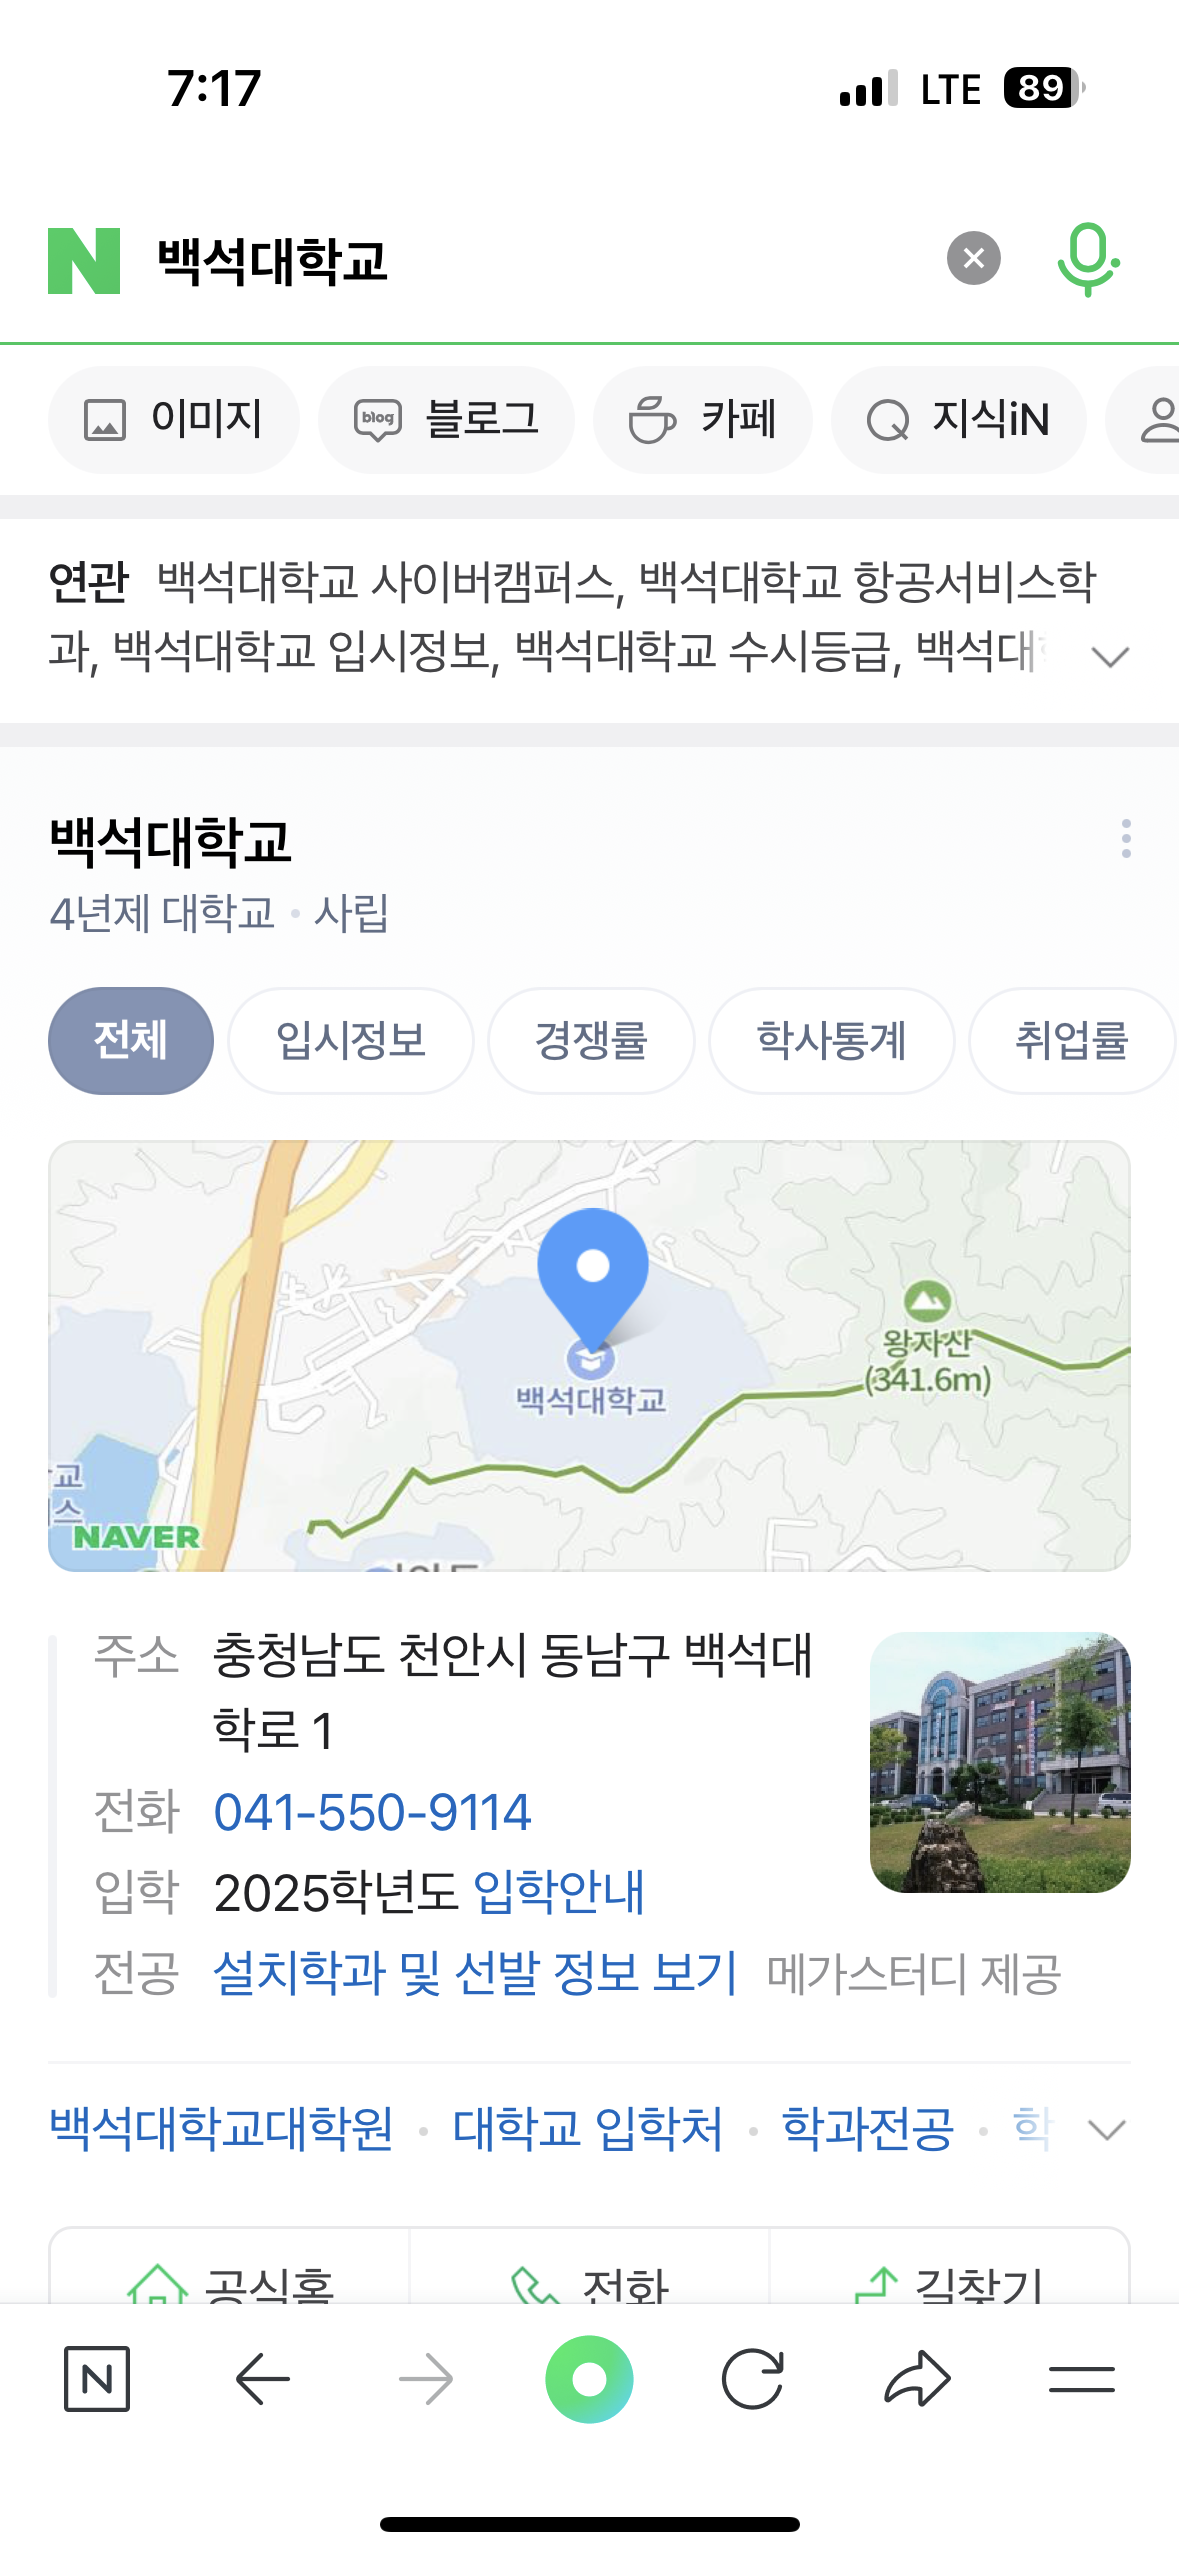 7:17
LTE 89
N 백석대학교
이미지 blog 블로그 카페 지식iN
연관 백석대학교 사이버캠퍼스, 백석대학교 항공서비스학
과, 백석대학교 입시정보, 백석대학교 수시등급, 백석대
백석대학교
4년제 대학교 · 사립
전체 입시정보 경쟁률 학사통계 취업률
왕자산
(341.6m)
백석대학교
교
스
NAVER
주소 충청남도 천안시 동남구 백석대
학로 1
전화 041-550-9114
입학 2025학년도 입학안내
전공 설치학과 및 선발 정보 보기 메가스터디 제공
백석대학교대학원 · 대학교 입학처 · 학과전공 · 학
공식홈 전화 길찾기
N